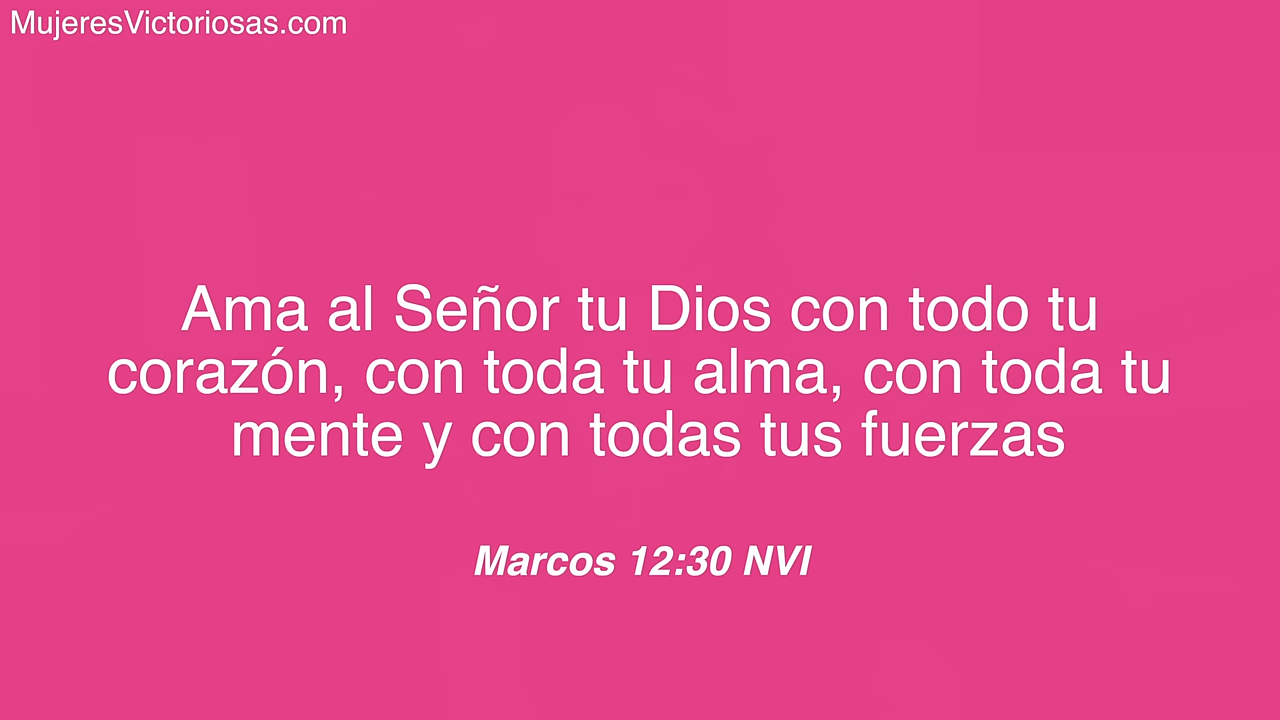 MujeresVictoriosas.com
Ama al Señor tu Dios con todo tu
corazón, con toda tu alma, con toda tu
mente y con todas tus fuerzas
Marcos 12:30 NVI